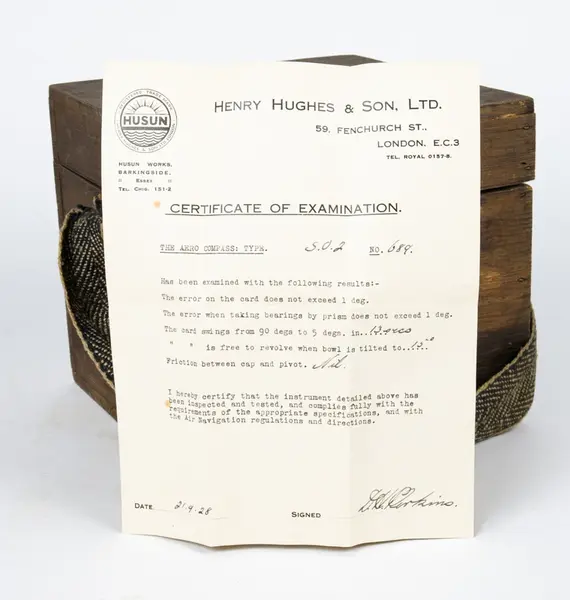 HENRY HUGHES & SON, LTD.
59, FENCHURCH ST.,
LONDON. E.C.3
TEL. ROYAL 0157-8.
HUSUN
HUSUN WORKS,
BARKINGSIDE.
" ESSEX "
TEL. CHIG. 151-2
CERTIFICATE OF EXAMINATION.
THE AERO COMPASS: TYPE. S.O.2 NO. 689.
Has been examined with the following results:-
The error on the card does not exceed 1 deg.
The error when taking bearings by prism does not exceed 1 deg.
The card swings from 90 degs to 5 degs. in..
" " is free to revolve when bowl is tilted to..
Friction between cap and pivot. Nil.
I hereby certify that the instrument detailed above has
been inspected and tested, and complies fully with the
requirements of the appropriate specifications, and with
the Air Navigation regulations and directions.
DATE 21.9.28
SIGNED Perkins.